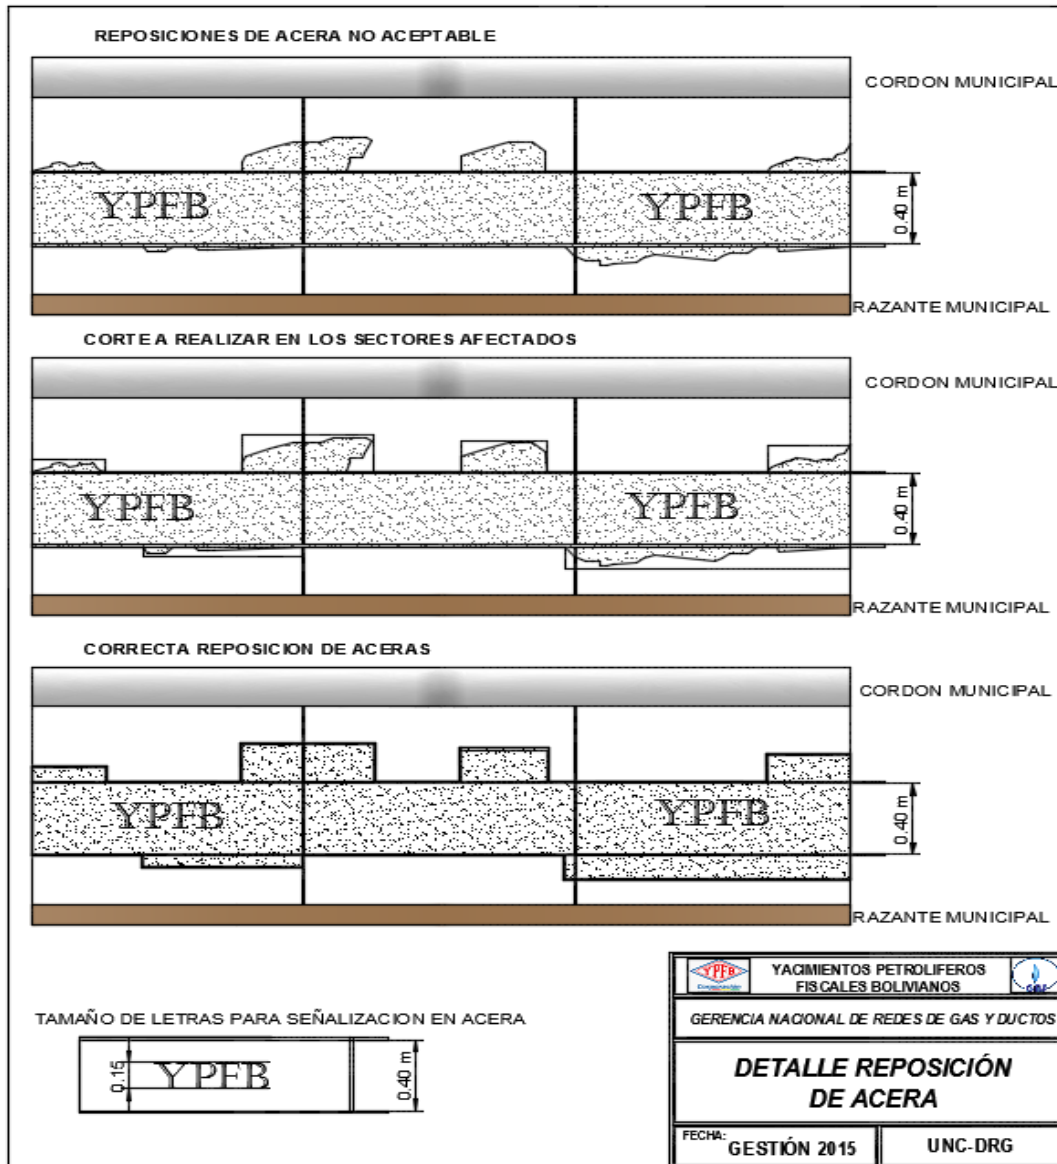 REPOSICIONES DE ACERA NO ACEPTABLE
CORDON MUNICIPAL
YPFB
YPFB
0.40 m
RAZANTE MUNICIPAL
CORTE A REALIZAR EN LOS SECTORES AFECTADOS
CORDON MUNICIPAL
YPFB
YPFB
0.40 m
RAZANTE MUNICIPAL
CORRECTA REPOSICION DE ACERAS
CORDON MUNICIPAL
YPFB
YPFB
0.40 m
RAZANTE MUNICIPAL
TAMAÑO DE LETRAS PARA SEÑALIZACION EN ACERA
0.15
YPFB
0.40 m
YPFB
YACIMIENTOS PETROLIFEROS
FISCALES BOLIVIANOS
GERENCIA NACIONAL DE REDES DE GAS Y DUCTOS
DETALLE REPOSICIÓN
DE ACERA
FECHA:
GESTIÓN 2015
UNC-DRG